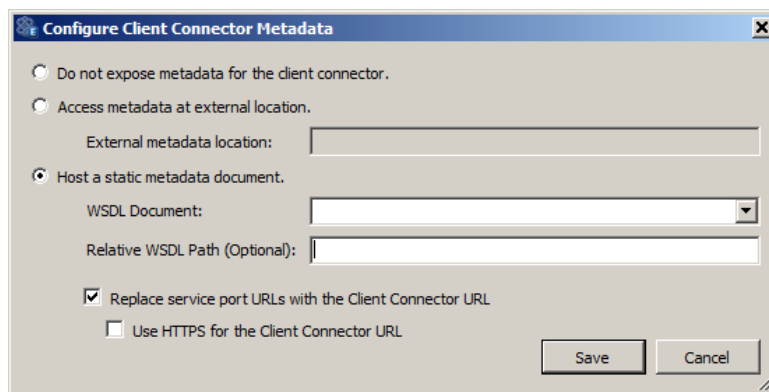 Configure Client Connector Metadata
Do not expose metadata for the client connector.
Access metadata at external location.
External metadata location:
Host a static metadata document.
WSDL Document:
Relative WSDL Path (Optional):
Replace service port URLs with the Client Connector URL
Use HTTPS for the Client Connector URL
Save Cancel